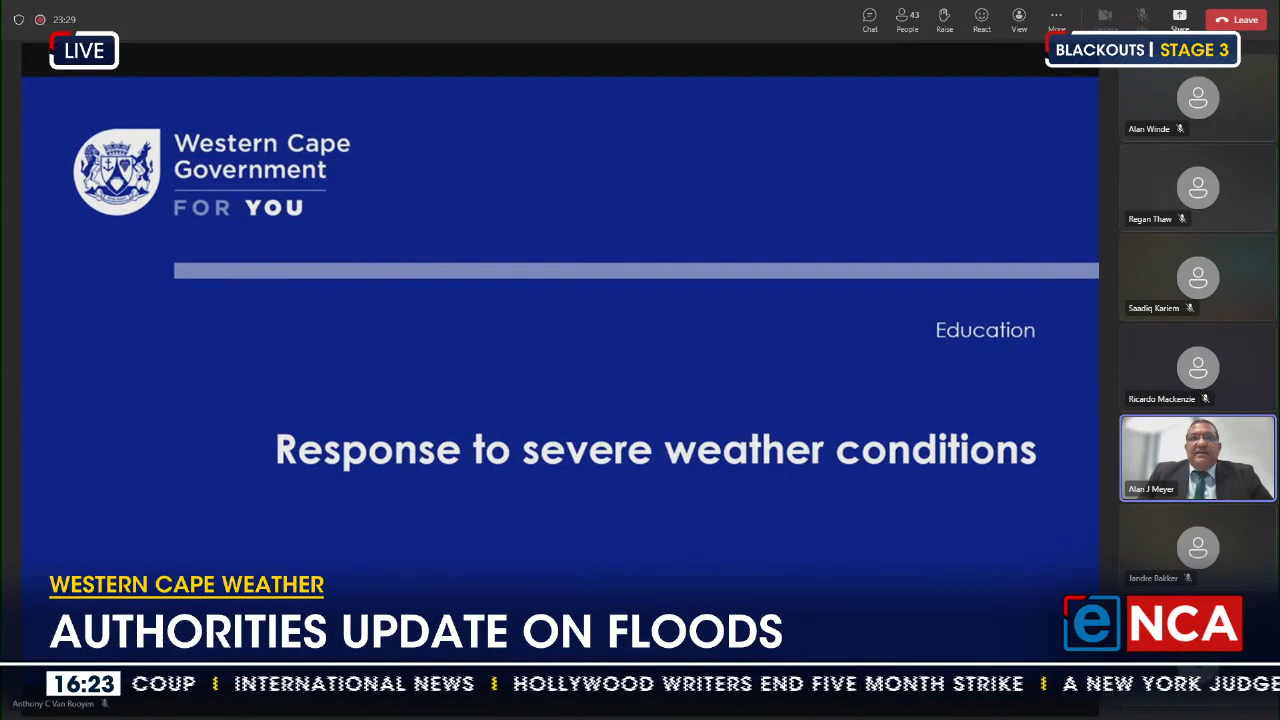 23:29
Chat
43
People
Raise
React
View
More
Share
Leave
LIVE
BLACKOUTS | STAGE 3
Western Cape
Government
FOR YOU
Education
Response to severe weather conditions
Alan Winde
Regan Thaw
Saadiq Kariem
Ricardo Mackenzie
Alan J Meyer
Jandre Bakker
WESTERN CAPE WEATHER
AUTHORITIES UPDATE ON FLOODS
eNCA
16:23 COUP INTERNATIONAL NEWS HOLLYWOOD WRITERS END FIVE MONTH STRIKE A NEW YORK JUDGE
Anthony C Van Rooyen